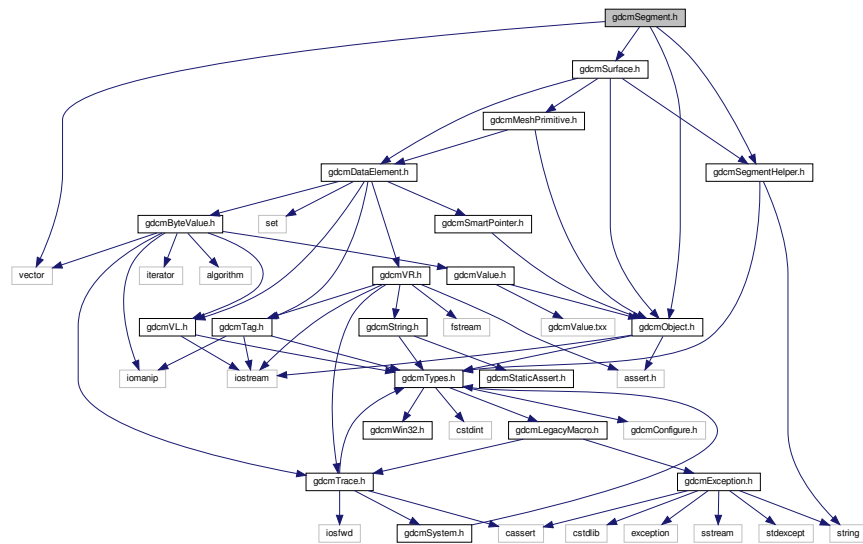 gdcmSegment.h
gdcmSurface.h
gdcmMeshPrimitive.h
gdcmDataElement.h
gdcmSegmentHelper.h
gdcmByteValue.h
set
gdcmSmartPointer.h
vector
iterator
algorithm
gdcmVR.h
gdcmValue.h
gdcmVL.h
gdcmTag.h
gdcmString.h
fstream
gdcmValue.txx
gdcmObject.h
iomanip
iostream
gdcmTypes.h
gdcmStaticAssert.h
assert.h
gdcmWin32.h
cstdint
gdcmLegacyMacro.h
gdcmConfigure.h
gdcmTrace.h
gdcmException.h
iosfwd
gdcmSystem.h
cassert
cstdlib
exception
sstream
stdexcept
string